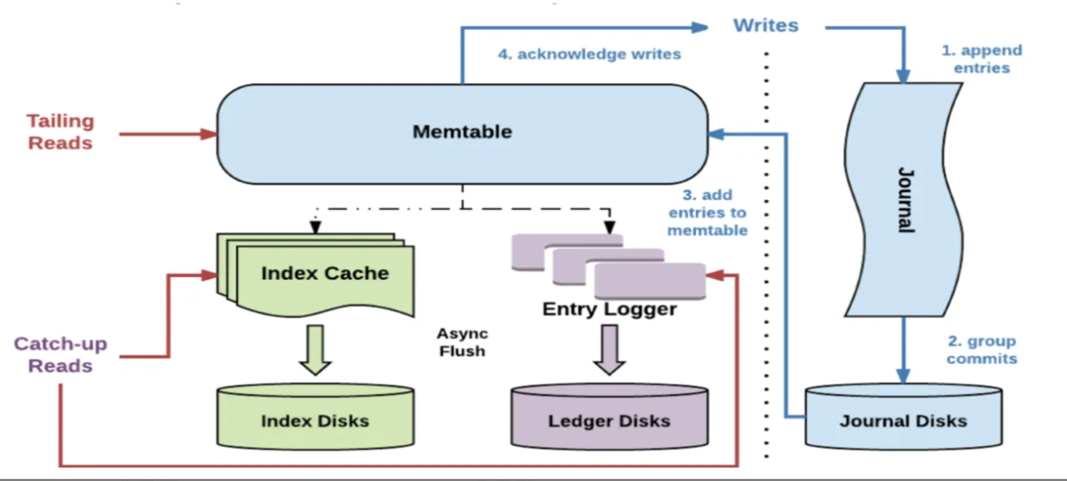 Writes
4. acknowledge writes
1. append
entries
Tailing
Reads
Memtable
Journal
3. add
entries to
memtable
Index Cache
Entry Logger
Async
Flush
Catch-up
Reads
2. group
commits
Index Disks
Ledger Disks
Journal Disks